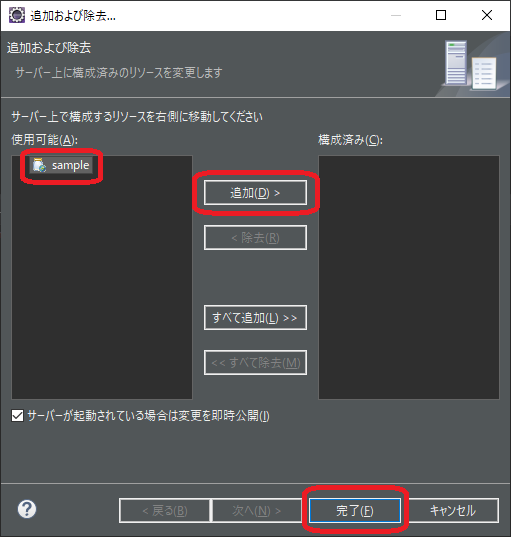 追加および除去...
追加および除去
サーバー上に構成済みのリソースを変更します
サーバー上で構成するリソースを右側に移動してください
使用可能(A):
構成済み(C):
sample
追加(D) >
< 除去(R)
すべて追加(L) >>
<< すべて除去(M)
サーバーが起動されている場合は変更を即時公開(I)
< 戻る(B)
次へ(N) >
完了(F)
キャンセル